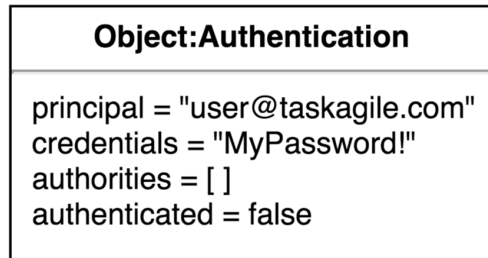 Object:Authentication
principal = "user@taskagile.com"
credentials = "MyPassword!"
authorities = [ ]
authenticated = false